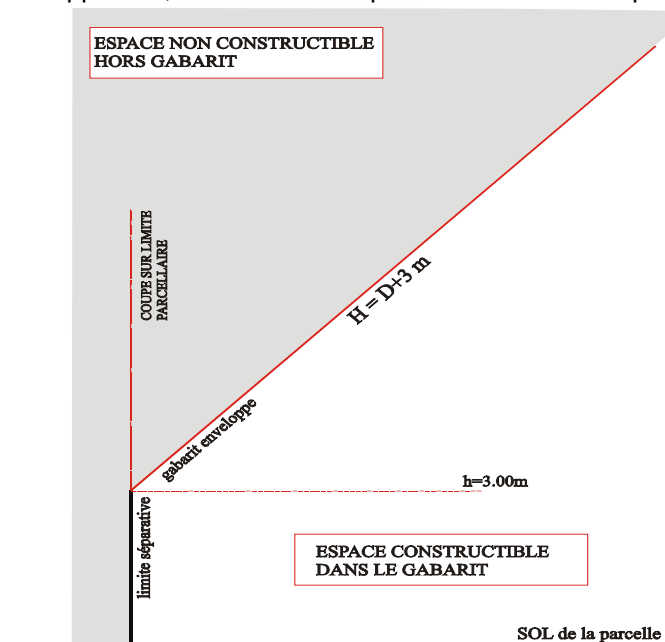 ESPACE NON CONSTRUCTIBLE
HORS GABARIT
COUPE SUR LIMITE
PARCELLAIRE
H = D+3 m
gabarit enveloppe
h=3.00m
limite séparative
ESPACE CONSTRUCTIBLE
DANS LE GABARIT
SOL de la parcelle